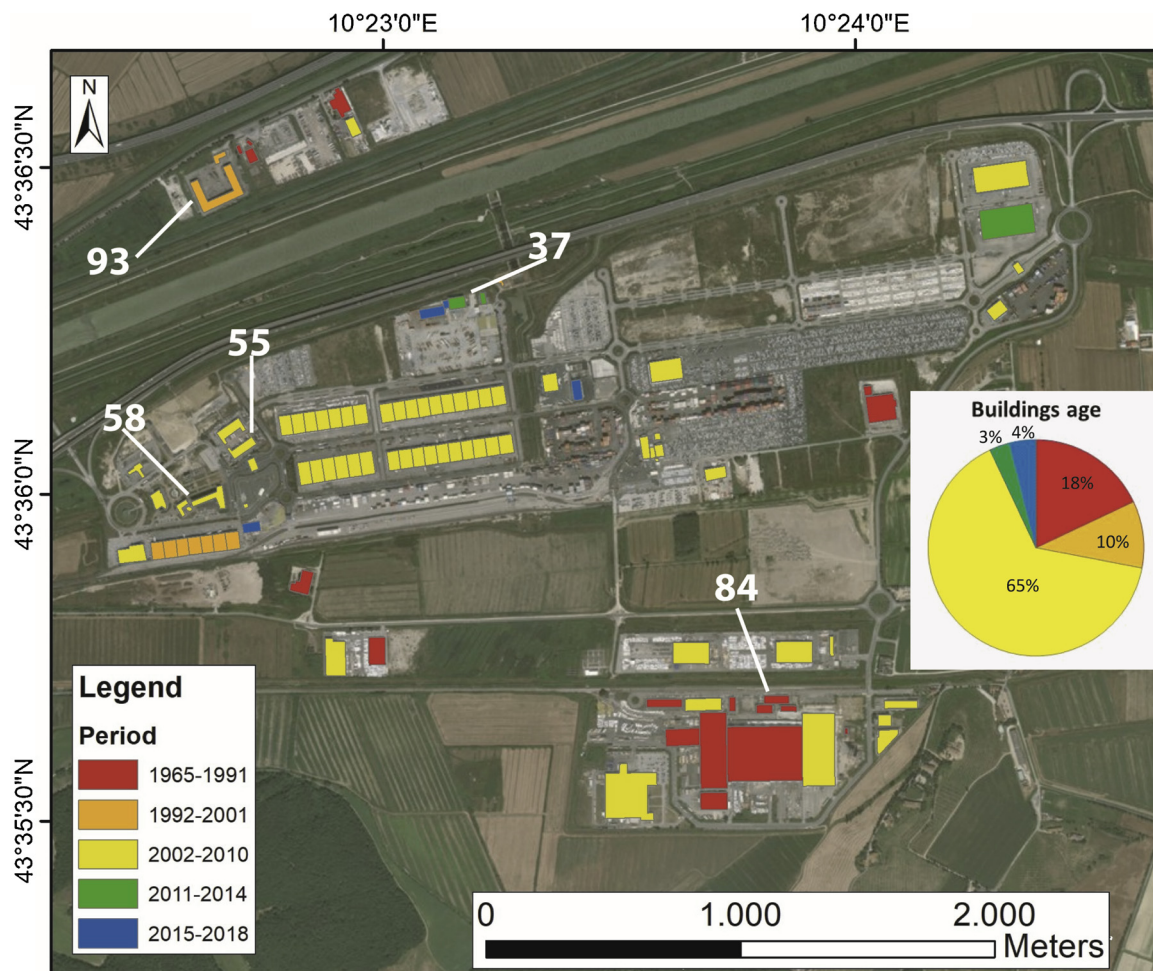 10°23'0"E
10°24'0"E
N
43°36'30"N
93
37
55
58
43°36'0"N
Buildings age
3%
4%
18%
10%
65%
84
Legend
Period
1965-1991
1992-2001
2002-2010
2011-2014
2015-2018
43°35'30"N
0
1.000
2.000
Meters